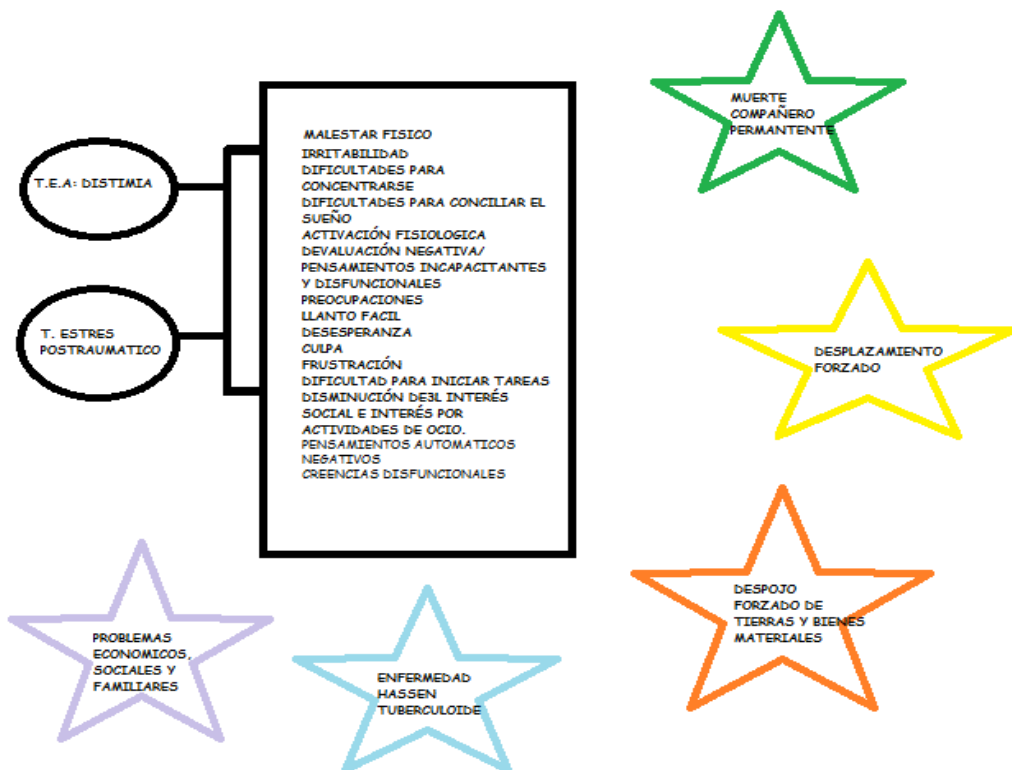 T.E.A: DISTIMIA
T. ESTRES
POSTRAUMATICO
MALESTAR FISICO
IRRITABILIDAD
DIFICULTADES PARA
CONCENTRARSE
DIFICULTADES PARA CONCILIAR EL
SUEÑO
ACTIVACIÓN FISIOLOGICA
DEVALUACIÓN NEGATIVA/
PENSAMIENTOS INCAPACITANTES
Y DISFUNCIONALES
PREOCUPACIONES
LLANTO FACIL
DESESPERANZA
CULPA
FRUSTRACIÓN
DIFICULTAD PARA INICIAR TAREAS
DISMINUCIÓN DE3L INTERÉS
SOCIAL E INTERÉS POR
ACTIVIDADES DE OCIO.
PENSAMIENTOS AUTOMATICOS
NEGATIVOS
CREENCIAS DISFUNCIONALES
MUERTE
COMPAÑERO
PERMANTENTE
DESPLAZAMIENTO
FORZADO
DESPOJO
FORZADO DE
TIERRAS Y BIENES
MATERIALES
PROBLEMAS
ECONOMICOS,
SOCIALES Y
FAMILIARES
ENFERMEDAD
HASSEN
TUBERCULOIDE